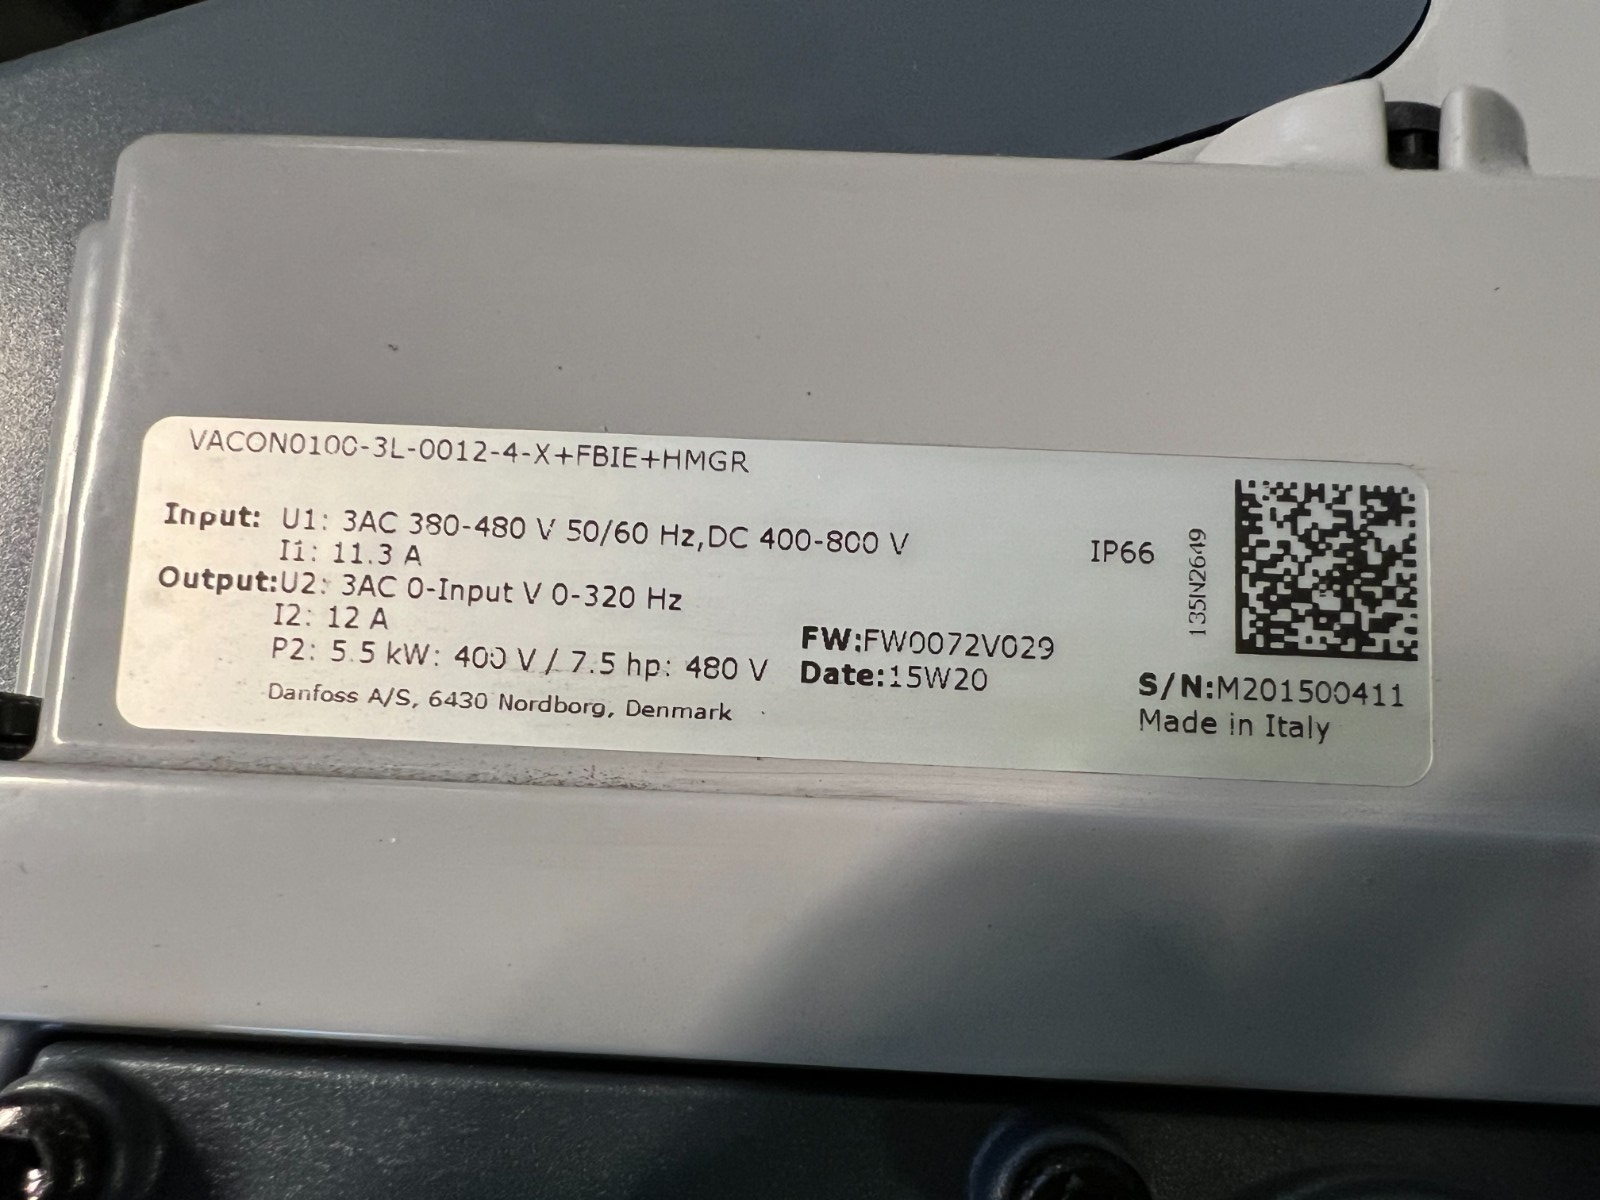 VACON0100-3L-0012-4-X+FBIE+HMGR
Input: U1: 3AC 380-480 V 50/60 Hz,DC 400-800 V
I1: 11.3 A
Output:U2: 3AC 0-Input V 0-320 Hz
I2: 12 A
P2: 5.5 kW: 400 V / 7.5 hp: 480 V
Danfoss A/S, 6430 Nordborg, Denmark
FW:FW0072V029
Date:15W20
IP66
135N2649
S/N:M201500411
Made in Italy